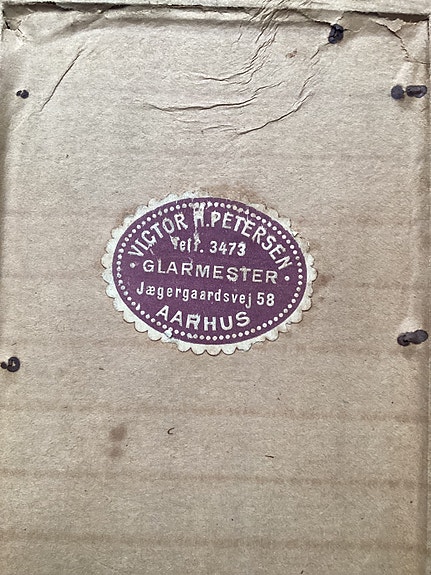 VICTOR H. PETERSEN
Telf. 3473
GLARMESTER
Jægergaardsvej 58
AARHUS